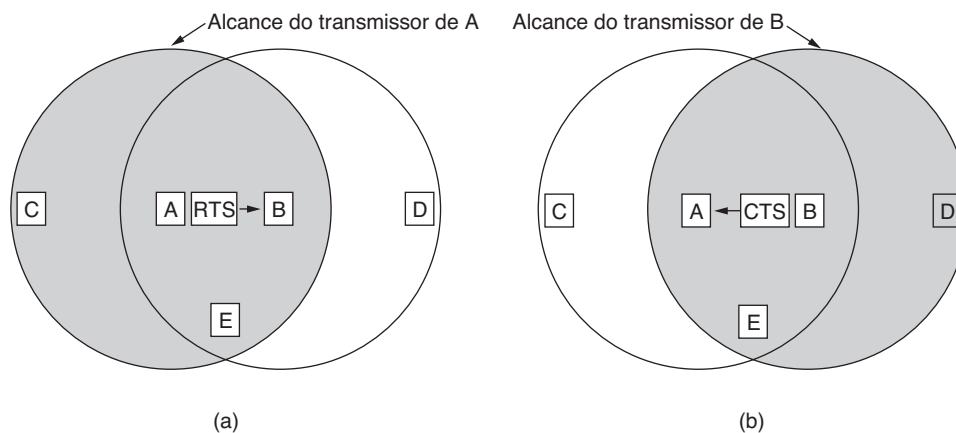 Alcance do transmissor de A
Alcance do transmissor de B
C A RTS B D
C A CTS B D
E
E
(a)
(b)